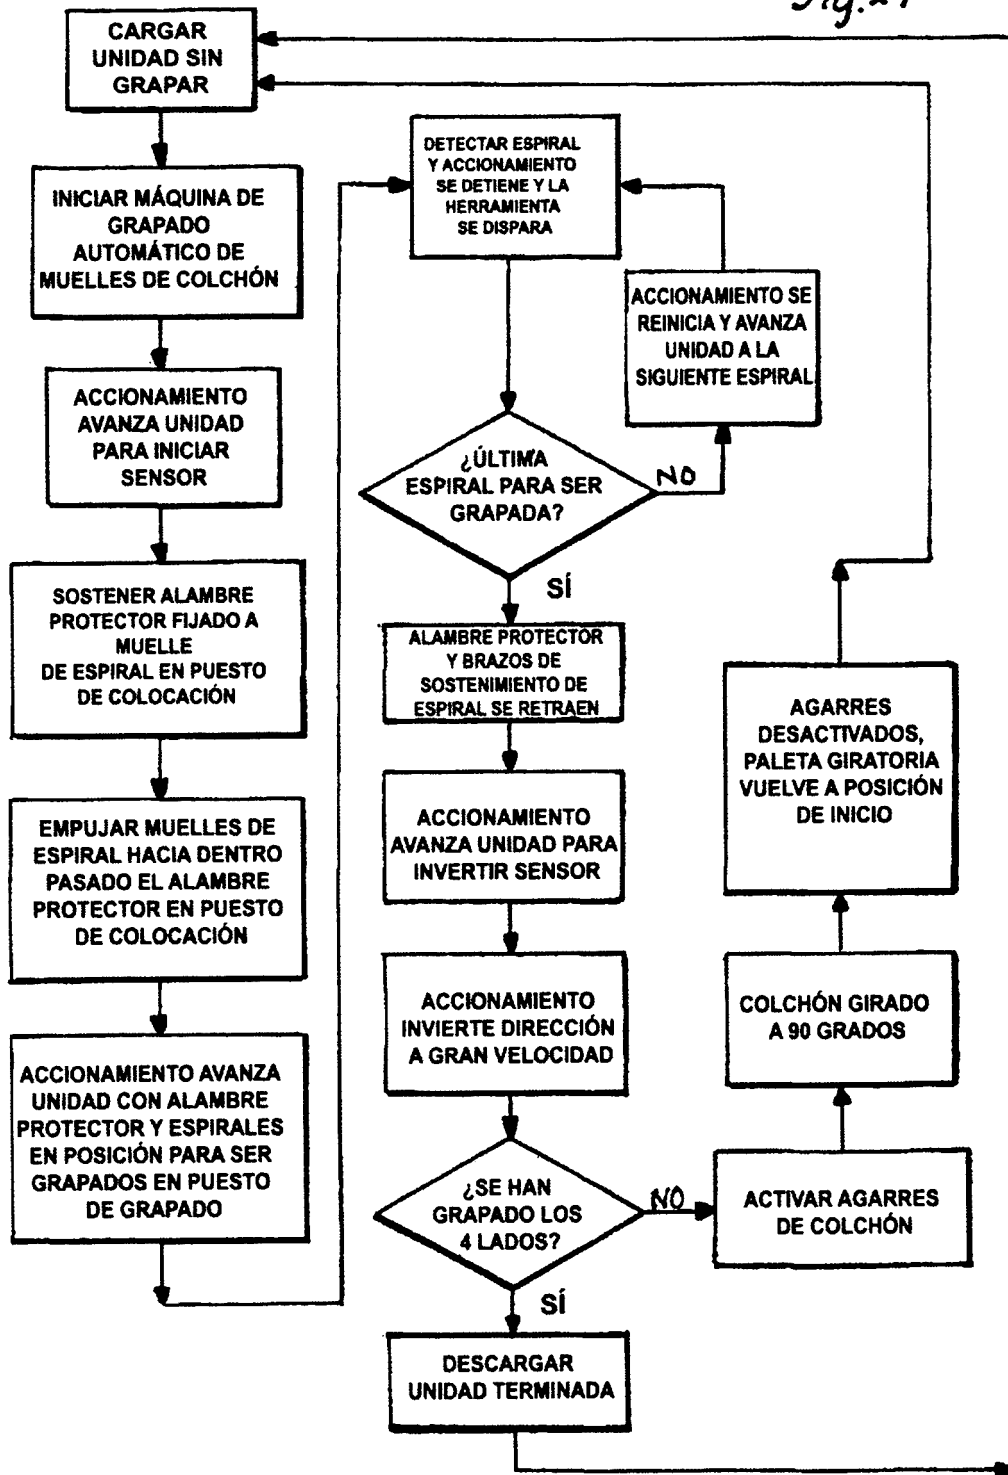 Fig.21
CARGAR
UNIDAD SIN
GRAPAR
INICIAR MÁQUINA DE
GRAPADO
AUTOMÁTICO DE
MUELLES DE COLCHÓN
ACCIONAMIENTO
AVANZA UNIDAD
PARA INICIAR
SENSOR
SOSTENER ALAMBRE
PROTECTOR FIJADO A
MUELLE
DE ESPIRAL EN PUESTO
DE COLOCACIÓN
EMPUJAR MUELLES DE
ESPIRAL HACIA DENTRO
PASADO EL ALAMBRE
PROTECTOR EN PUESTO
DE COLOCACIÓN
ACCIONAMIENTO AVANZA
UNIDAD CON ALAMBRE
PROTECTOR Y ESPIRALES
EN POSICIÓN PARA SER
GRAPADOS EN PUESTO
DE GRAPADO
DETECTAR ESPIRAL
Y ACCIONAMIENTO
SE DETIENE Y LA
HERRAMIENTA
SE DISPARA
ACCIONAMIENTO SE
REINICIA Y AVANZA
UNIDAD A LA
SIGUIENTE ESPIRAL
¿ÚLTIMA
ESPIRAL PARA SER
GRAPADA?
NO
SÍ
ALAMBRE PROTECTOR
Y BRAZOS DE
SOSTENIMIENTO DE
ESPIRAL SE RETRAEN
ACCIONAMIENTO
AVANZA UNIDAD PARA
INVERTIR SENSOR
ACCIONAMIENTO
INVIERTE DIRECCIÓN
A GRAN VELOCIDAD
¿SE HAN
GRAPADO LOS
4 LADOS?
NO
SÍ
DESCARGAR
UNIDAD TERMINADA
ACTIVAR AGARRES
DE COLCHÓN
COLCHÓN GIRADO
A 90 GRADOS
AGARRES
DESACTIVADOS,
PALETA GIRATORIA
VUELVE A POSICIÓN
DE INICIO